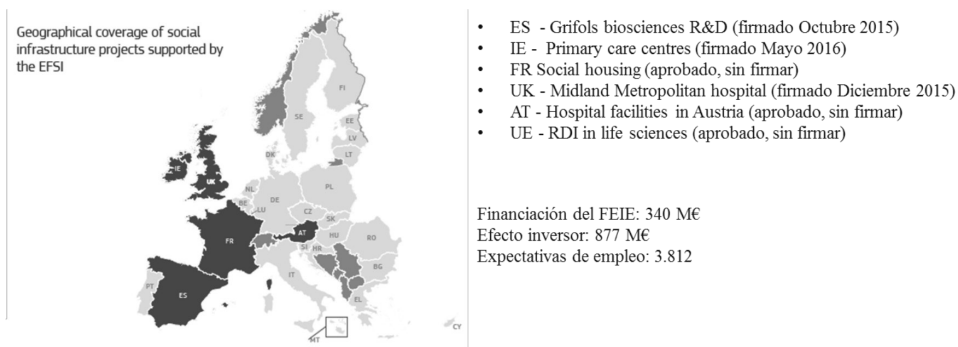 Geographical coverage of social
infrastructure projects supported by
the EFSI
FI
SE
EE
LV
LT
DK
IE
UK
NL
BE
LU
DE
PL
CZ
SK
FR
AT
HU
RO
SI
HR
BG
IT
PT
ES
EL
MT
CY
• ES - Grifols biosciences R&D (firmado Octubre 2015)
• IE - Primary care centres (firmado Mayo 2016)
• FR Social housing (aprobado, sin firmar)
• UK - Midland Metropolitan hospital (firmado Diciembre 2015)
• AT - Hospital facilities in Austria (aprobado, sin firmar)
• UE - RDI in life sciences (aprobado, sin firmar)
Financiación del FEIE: 340 M€
Efecto inversor: 877 M€
Expectativas de empleo: 3.812